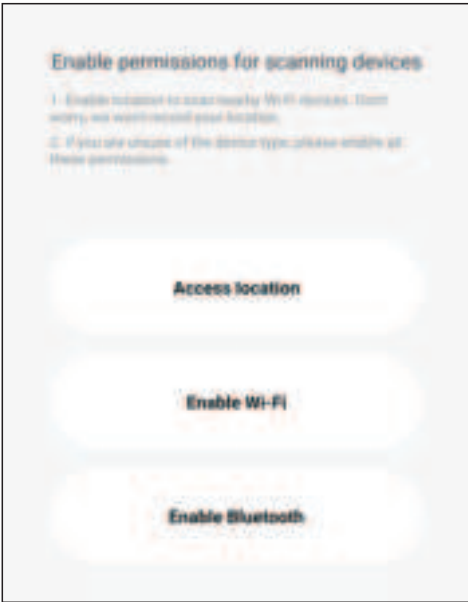 Enable permissions for scanning devices
1. Enable location to scan nearby Wi-Fi devices. Don't
worry, we won't record your location.
2. If you are unsure of the device type, please enable all
these permissions.
Access location
Enable Wi-Fi
Enable Bluetooth